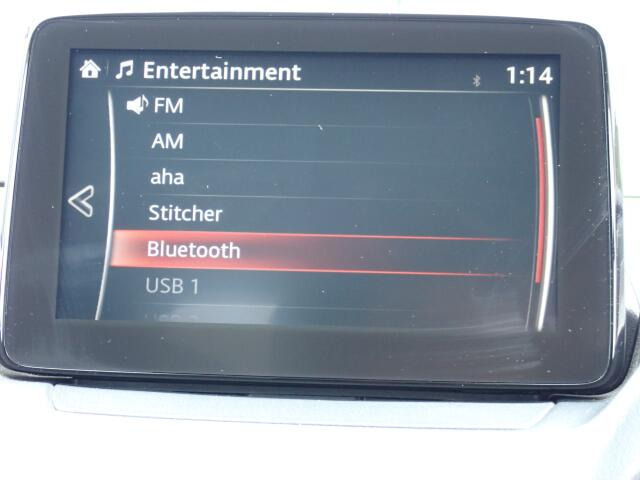 Entertainment 1:14
FM
AM
aha
Stitcher
Bluetooth
USB 1